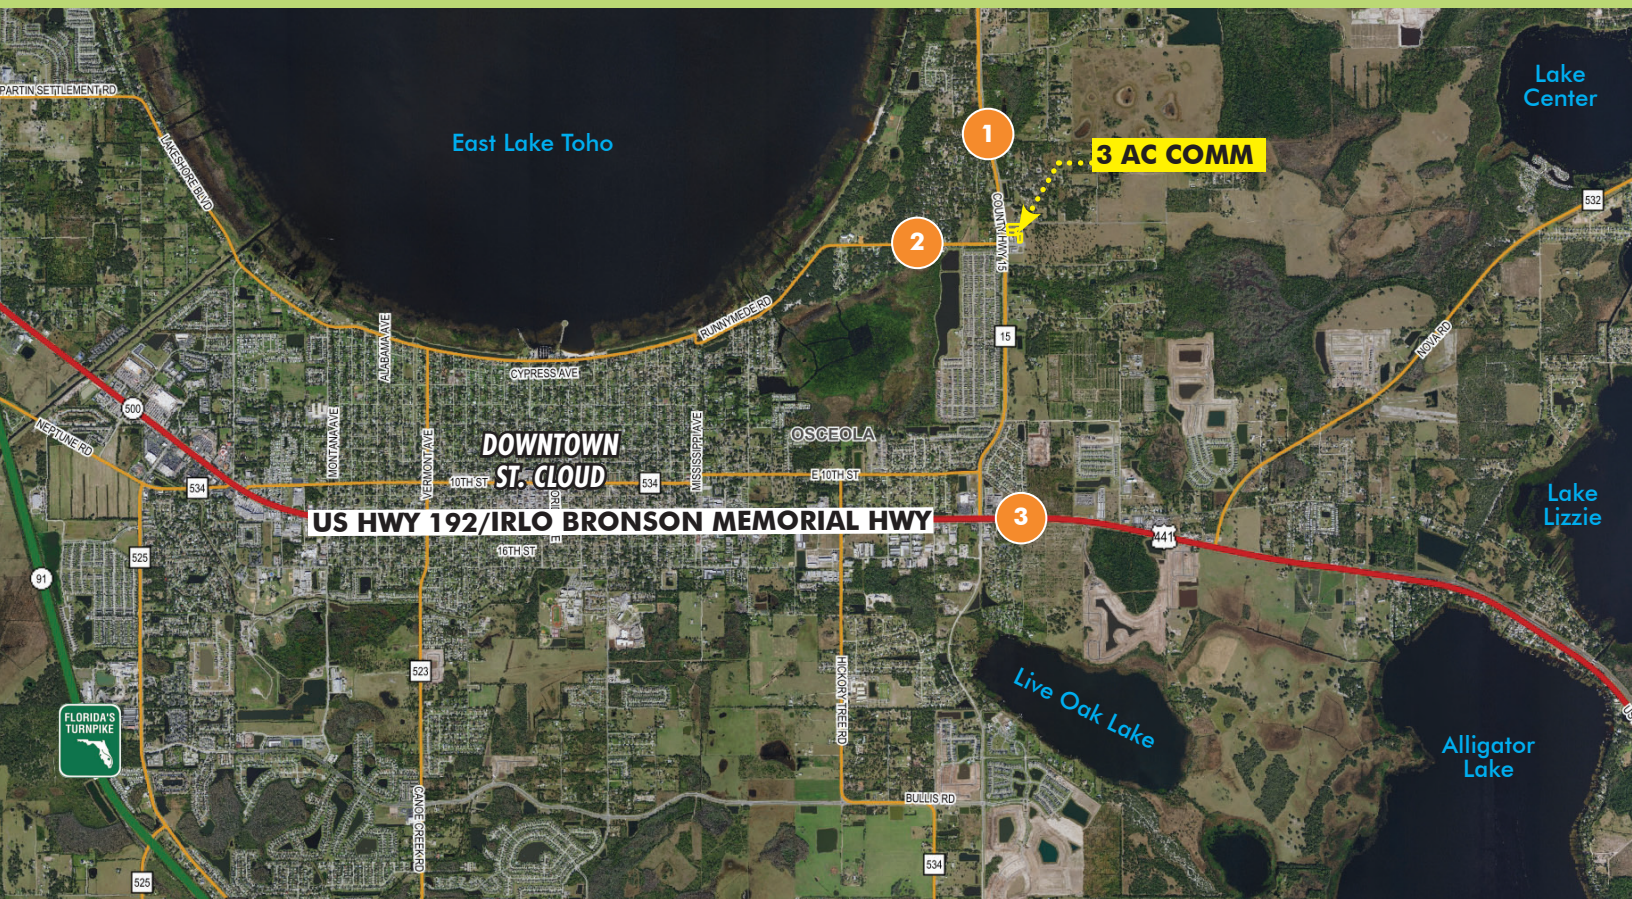 Lake
Center
PARTIN SETTLEMENT RD
East Lake Toho
1
3 AC COMM
LAKESHORE BLVD
532
COUNTY HWY 15
2
RUNNYMEDE RD
ALABAMA AVE
15
NOVA RD
CYPRESS AVE
500
NEPTUNE RD
MONTANA AVE
VERMONT AVE
DOWNTOWN
ST. CLOUD
MISSISSIPPI AVE
OSCEOLA
534
10TH ST
534
E 10TH ST
Lake
Lizzie
US HWY 192/IRLO BRONSON MEMORIAL HWY
3
441
16TH ST
525
91
523
HICKORY TREE RD
Live Oak Lake
FLORIDA'S
TURNPIKE
Alligator
Lake
CANOE CREEK RD
BULLIS RD
534
525